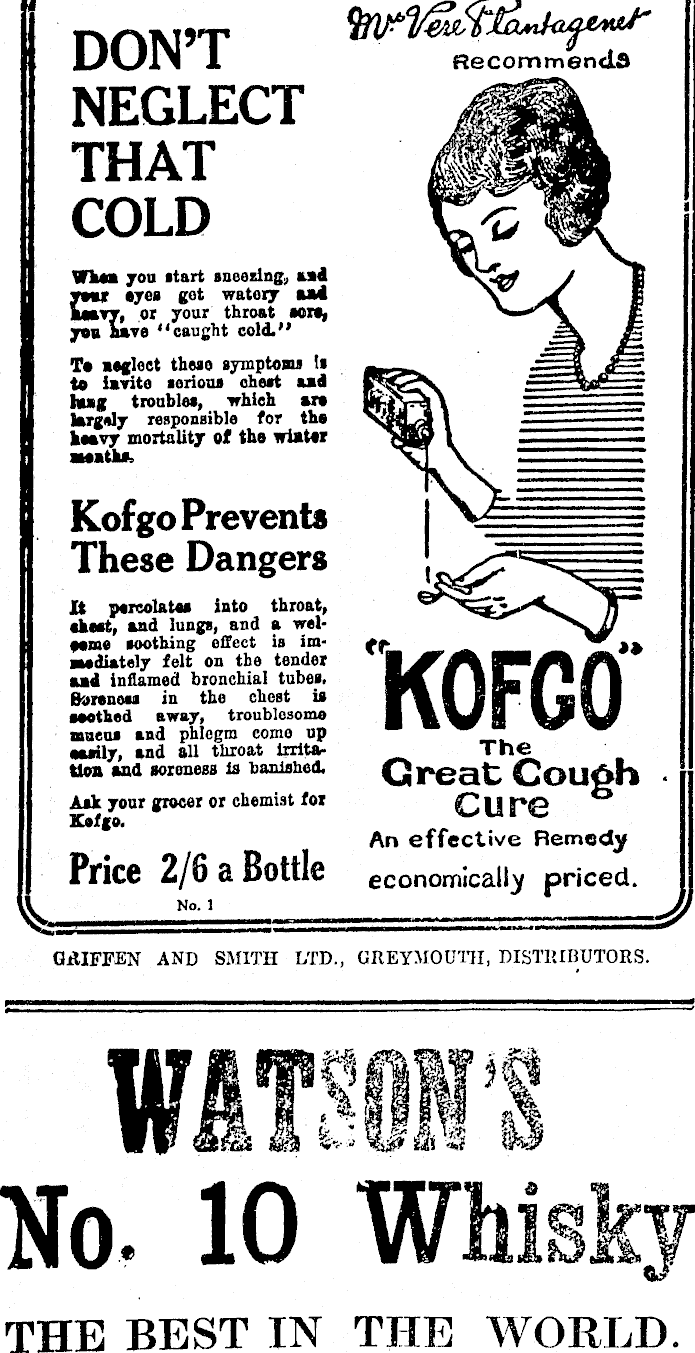 DON'T
NEGLECT
THAT
COLD
When you start sneezing, and
your eyes get watery and
heavy, or your throat sore,
you have "caught cold."
To neglect these symptoms is
to invite serious chest and
lung troubles, which are
largely responsible for the
heavy mortality of the winter
months.
Kofgo Prevents
These Dangers
It percolates into throat,
chest, and lungs, and a wel-
come soothing effect is im-
mediately felt on the tender
and inflamed bronchial tubes.
Soreness in the chest is
soothed away, troublesome
mucus and phlegm come up
easily, and all throat irrita-
tion and soreness is banished.
Ask your grocer or chemist for
Kofgo.
Price 2/6 a Bottle
No. 1
Mrs Vere Plantagenet
Recommends
"KOFGO"
The
Great Cough
Cure
An effective Remedy
economically priced.
GRIFFEN AND SMITH LTD., GREYMOUTH, DISTRIBUTORS.
WATSON'S
No. 10 Whisky
THE BEST IN THE WORLD.